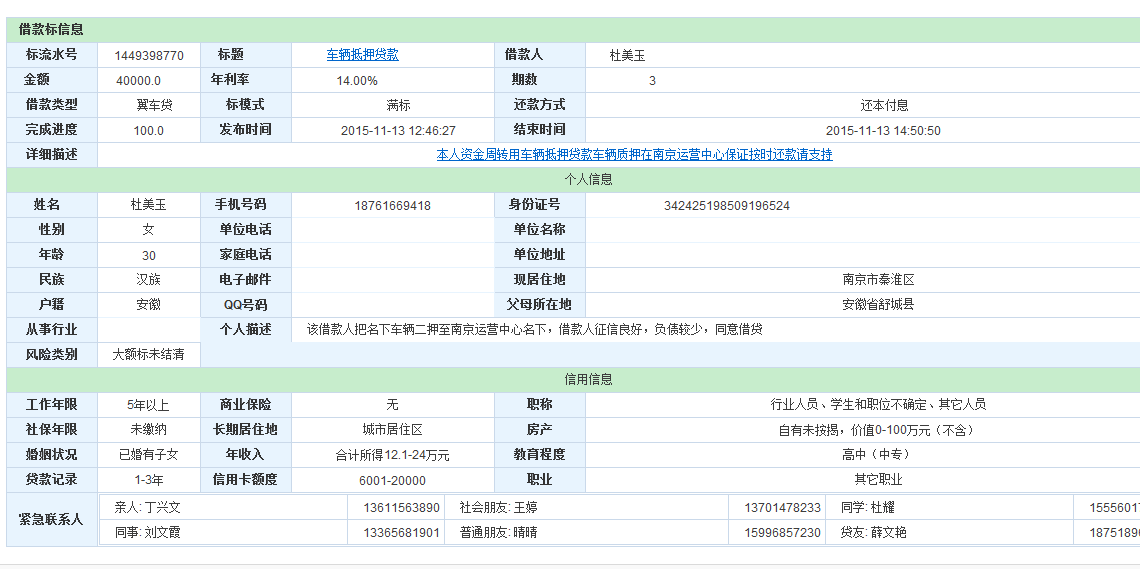 借款标信息
标流水号 1449398770 标题 车辆抵押贷款 借款人 杜美玉
金额 40000.0 年利率 14.00% 期数 3
借款类型 翼车贷 标模式 满标 还款方式 还本付息
完成进度 100.0 发布时间 2015-11-13 12:46:27 结束时间 2015-11-13 14:50:50
详细描述 本人资金周转用车辆抵押贷款车辆质押在南京运营中心保证按时还款请支持
个人信息
姓名 杜美玉 手机号码 18761669418 身份证号 342425198509196524
性别 女 单位电话 单位名称
年龄 30 家庭电话 单位地址
民族 汉族 电子邮件 现居住地 南京市秦淮区
户籍 安徽 QQ号码 父母所在地 安徽省舒城县
从事行业 个人描述 该借款人把名下车辆二押至南京运营中心名下，借款人征信良好，负债较少，同意借贷
风险类别 大额标未结清
信用信息
工作年限 5年以上 商业保险 无 职称 行业人员、学生和职位不确定、其它人员
社保年限 未缴纳 长期居住地 城市居住区 房产 自有未按揭，价值0-100万元（不含）
婚姻状况 已婚有子女 年收入 合计所得12.1-24万元 教育程度 高中（中专）
贷款记录 1-3年 信用卡额度 6001-20000 职业 其它职业
紧急联系人 亲人:丁兴文 13611563890 社会朋友:王婷 13701478233 同学:杜耀 1555601
同事:刘文霞 13365681901 普通朋友:晴晴 15996857230 贷友:薛文艳 1875189